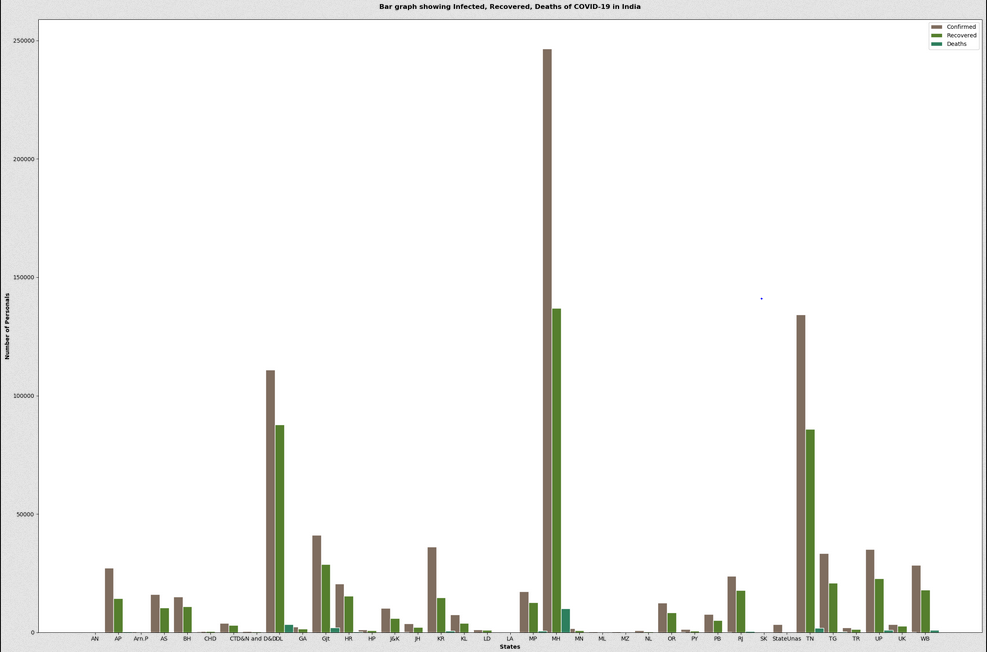 Bar graph showing Infected, Recovered, Deaths of COVID-19 in India
Confirmed
Recovered
Deaths
250000
200000
150000
100000
50000
0
Number of Personals
AN AP Arn.P AS BH CHD CT D&N and D&D DL GA Gjt HR HP J&K JH KR KL LD LA MP MH MN ML MZ NL OR PY PB RJ SK StateUnas TN TG TR UP UK WB
States